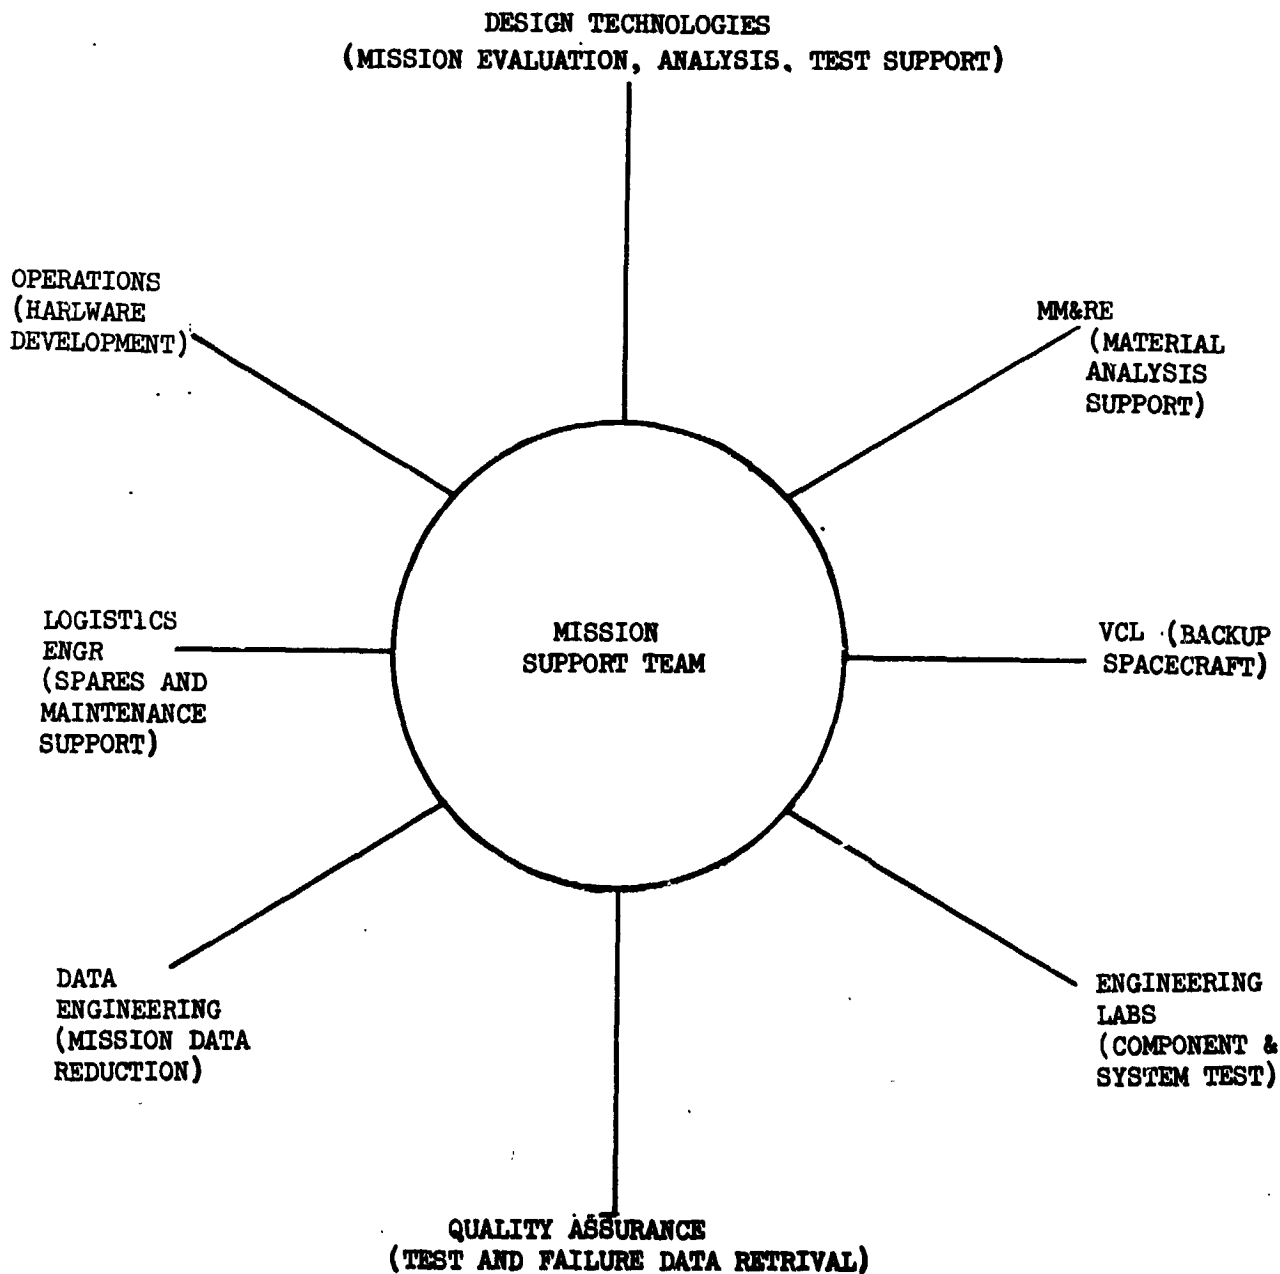 DESIGN TECHNOLOGIES
(MISSION EVALUATION, ANALYSIS. TEST SUPPORT)
OPERATIONS
(HARLWARE
DEVELOPMENT)
MM&RE
(MATERIAL
ANALYSIS
SUPPORT)
LOGIST1CS
ENGR
(SPARES AND
MAINTENANCE
SUPPORT)
MISSION
SUPPORT TEAM
VCL (BACKUP
SPACECRAFT)
DATA
ENGINEERING
(MISSION DATA
REDUCTION)
ENGINEERING
LABS
(COMPONENT &
SYSTEM TEST)
QUALITY ASSURANCE
(TEST AND FAILURE DATA RETRIVAL)